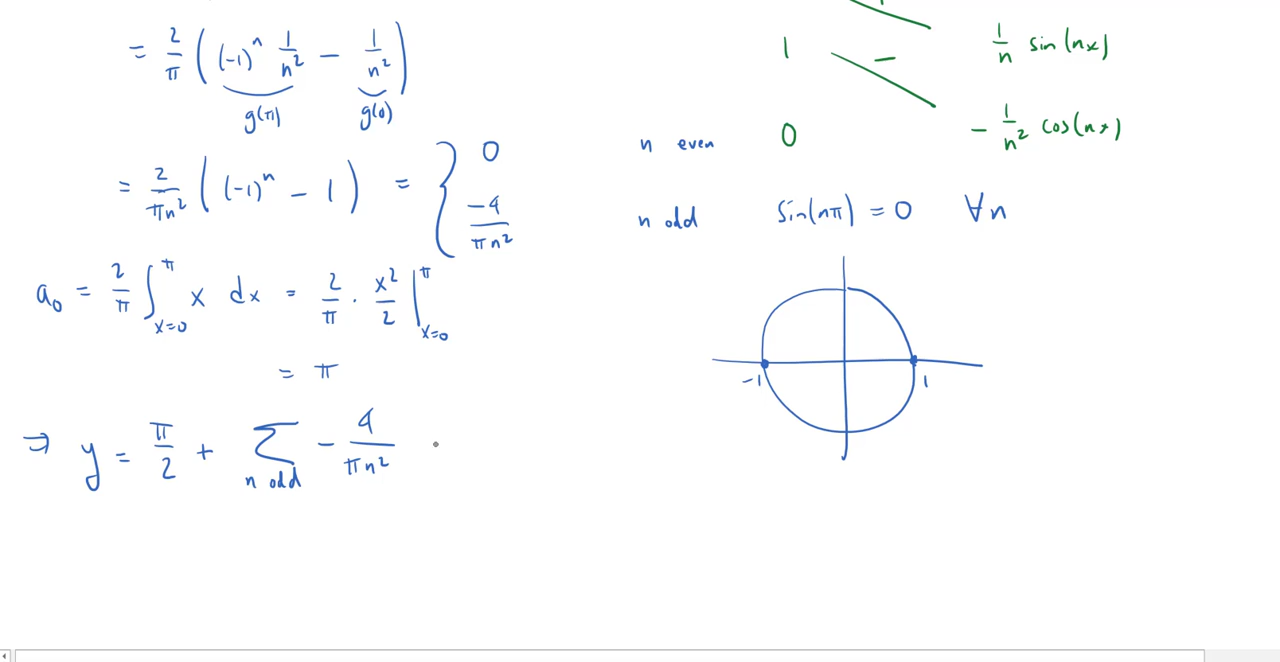 = 2/π ( (-1)^n 1/n² − 1/n² )
g(π) g(0)
= 2/(πn²) ( (-1)^n − 1 ) = { 0
−4/(πn²)
a₀ = 2/π ∫_{x=0}^{π} x dx = 2/π · x²/2 |_{x=0}^{π}
= π
⇒ y = π/2 + Σ_{n odd} − 4/(πn²)
1 − 1/n sin(nx)
n even 0 − 1/n² cos(nx)
n odd sin(nπ) = 0 ∀n
-1 1